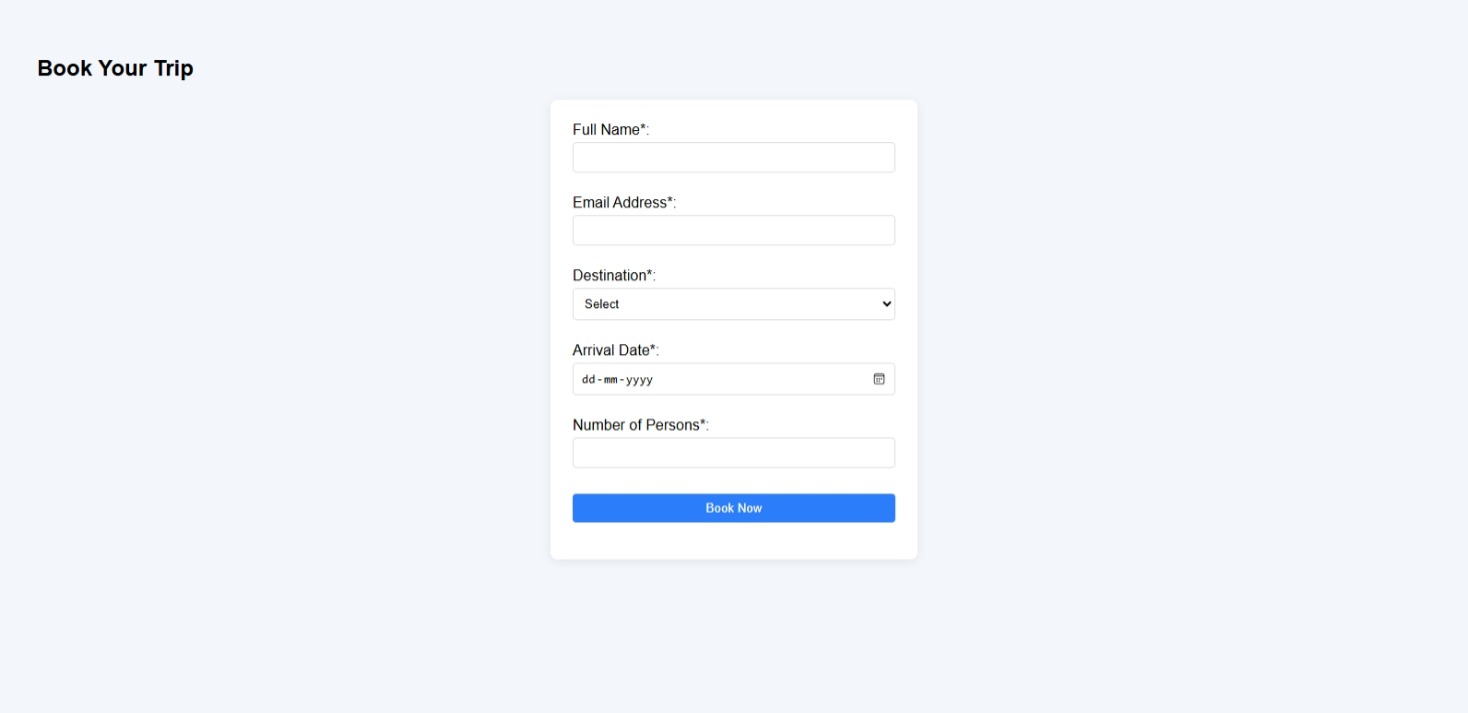 Book Your Trip
Full Name*:
Email Address*:
Destination*:
Select
Arrival Date*:
dd-mm-yyyy
Number of Persons*:
Book Now